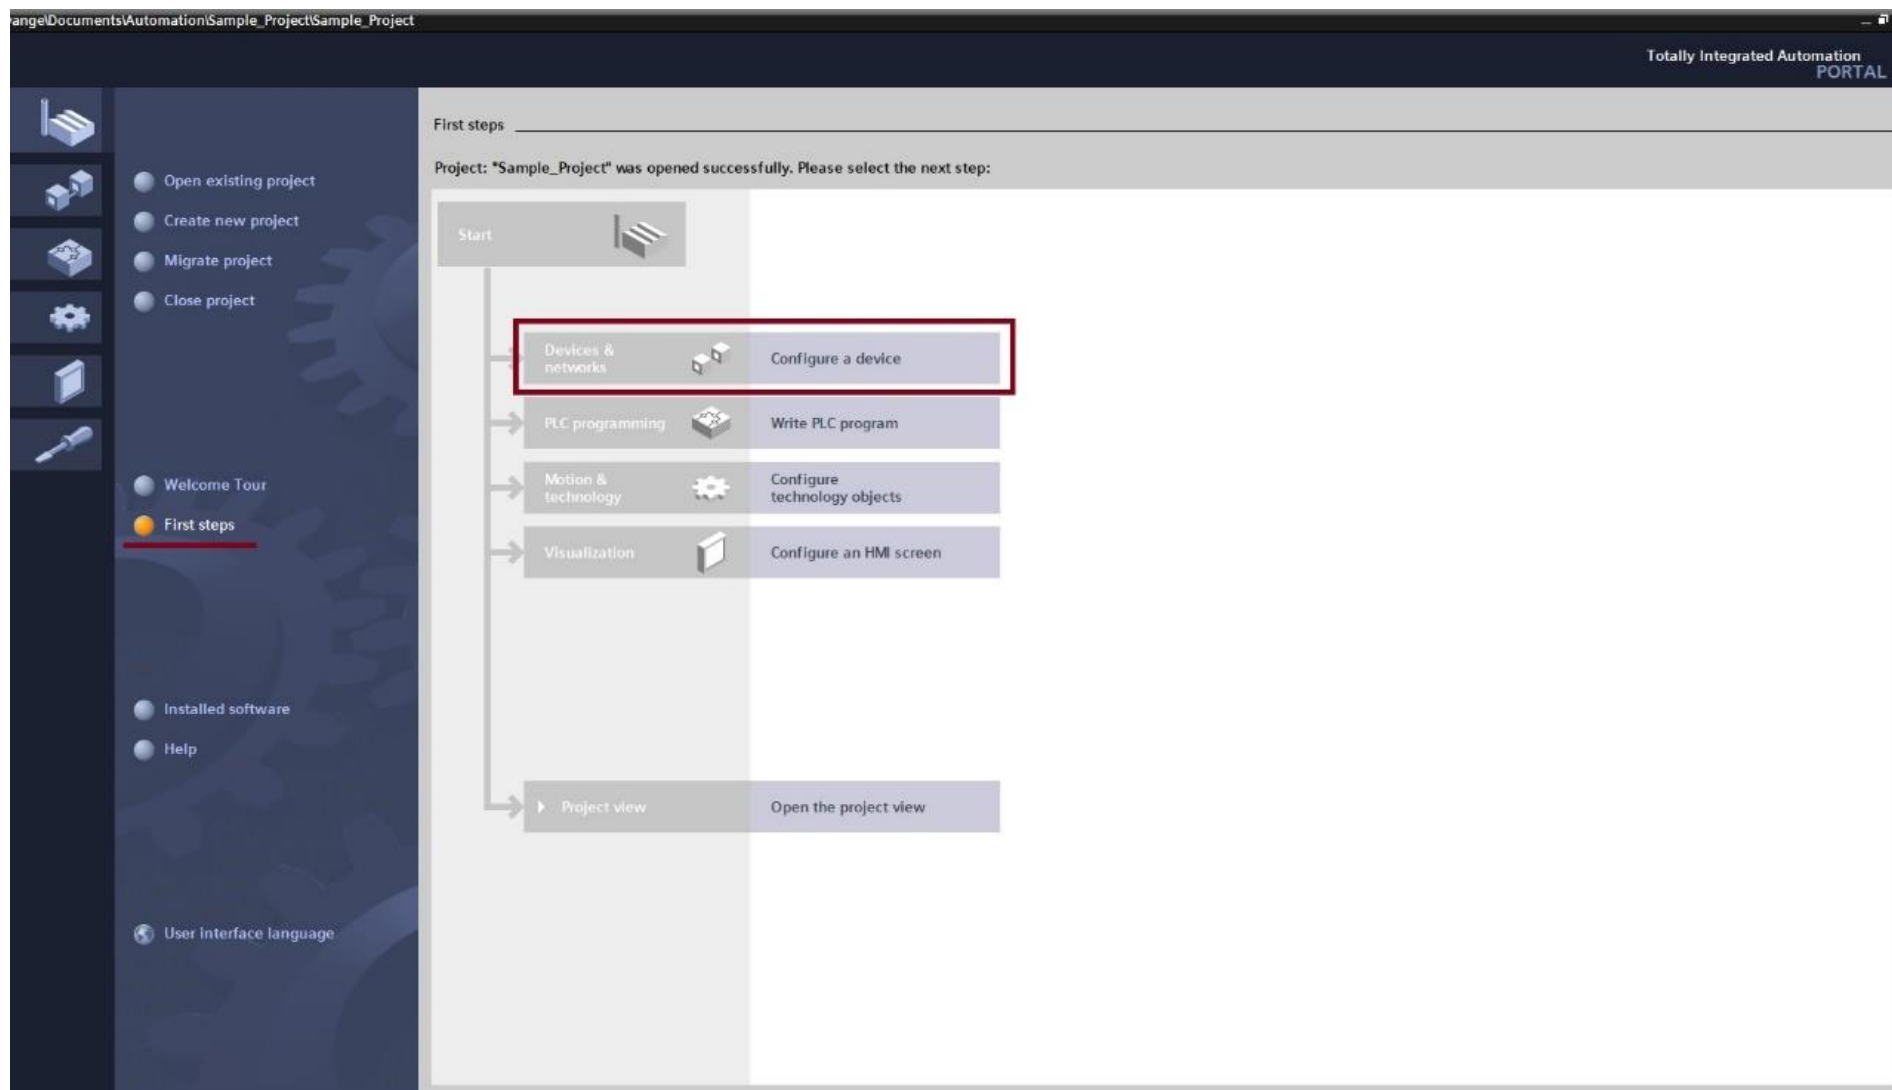 ange\Documents\Automation\Sample_Project\Sample_Project
Totally Integrated Automation
PORTAL
Open existing project
Create new project
Migrate project
Close project
Welcome Tour
First steps
Installed software
Help
User interface language
First steps
Project: "Sample_Project" was opened successfully. Please select the next step:
Start
Devices &
networks
Configure a device
PLC programming
Write PLC program
Motion &
technology
Configure
technology objects
Visualization
Configure an HMI screen
Project view
Open the project view